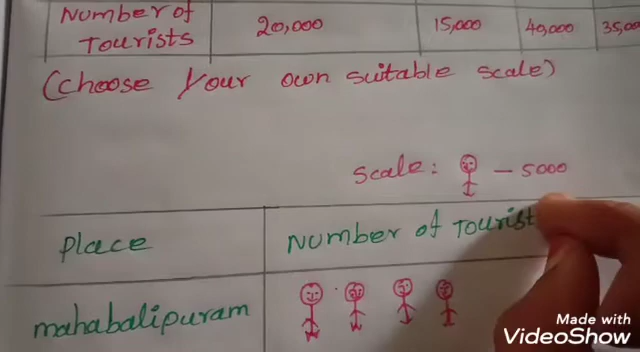 Number of Tourists 20,000 15,000 40,000 35,00
(choose your own suitable scale)
scale: – 5000
Place Number of Tourist
mahabalipuram
Made with
VideoShow